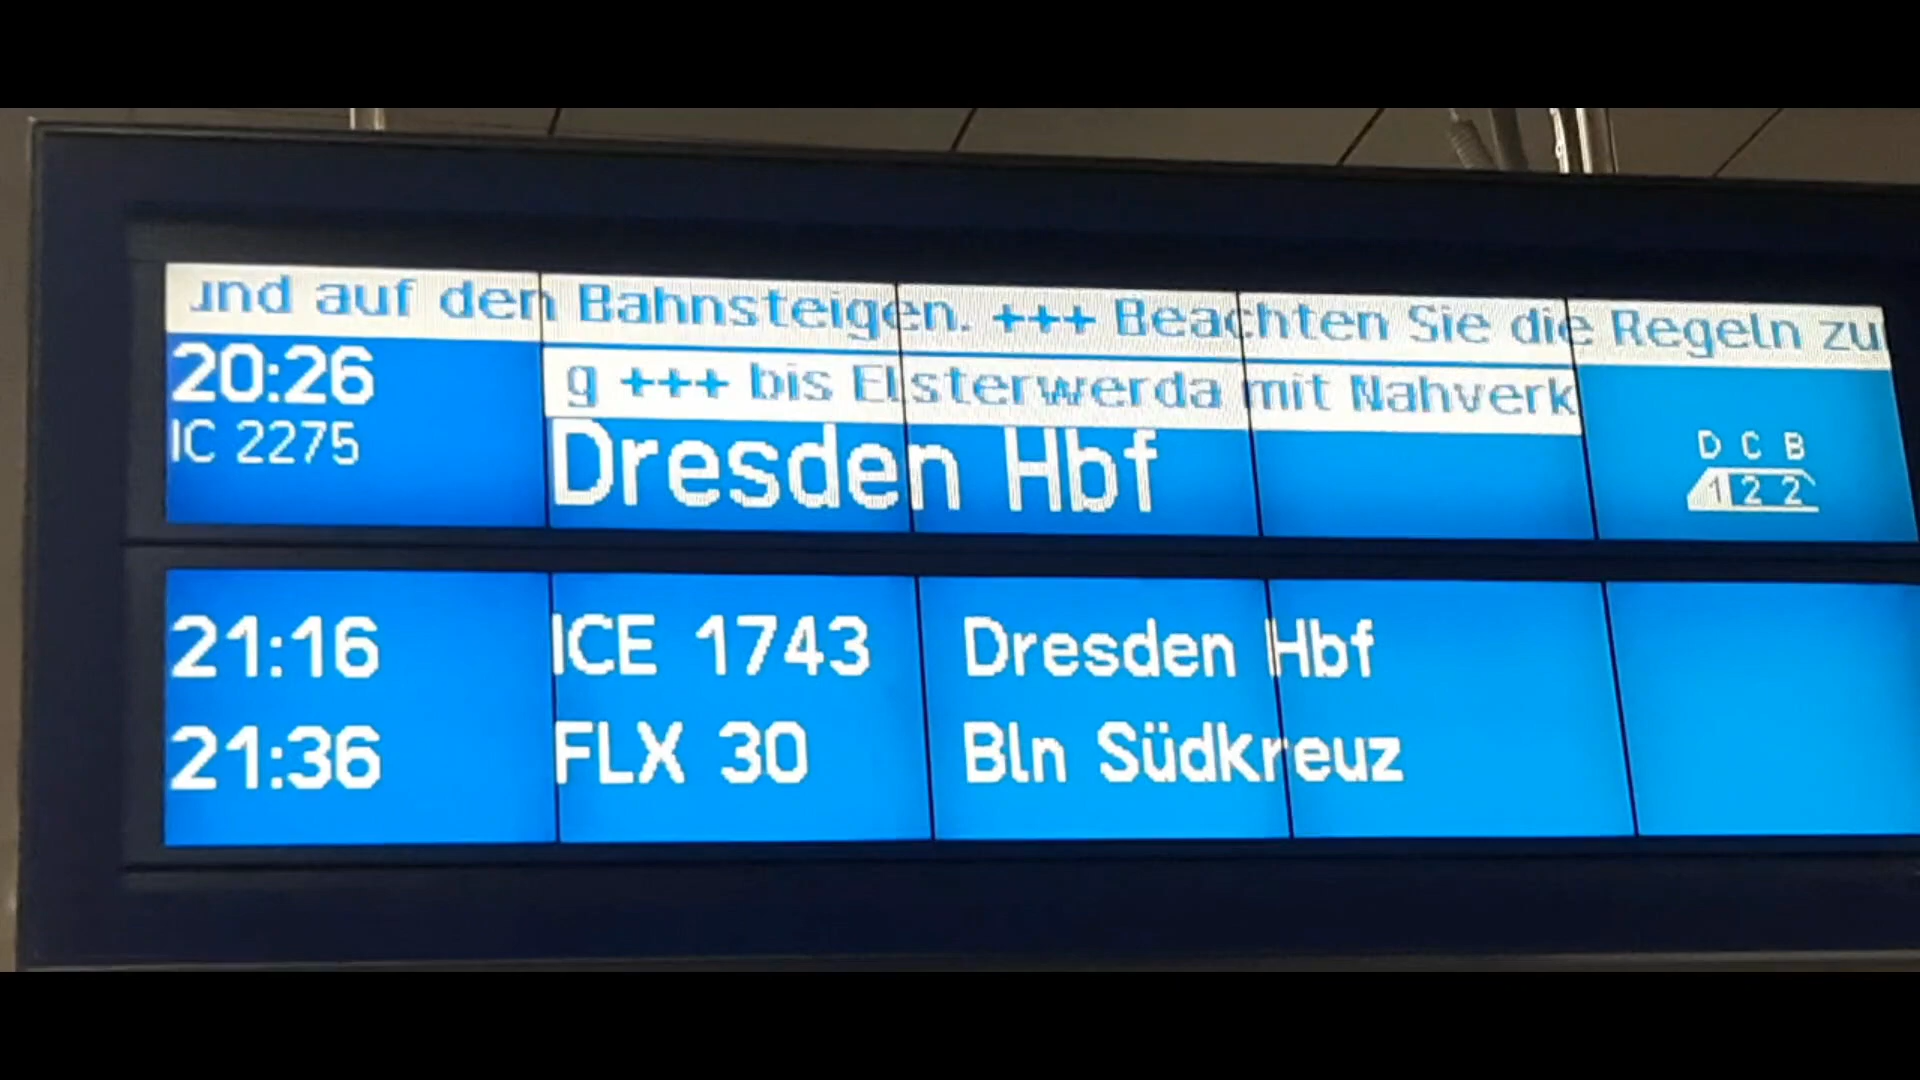 und auf den Bahnsteigen. +++ Beachten Sie die Regeln zu
20:26
g +++ bis Elsterwerda mit Nahverk
IC 2275
Dresden Hbf
D C B
1 2 2
21:16 ICE 1743 Dresden Hbf
21:36 FLX 30 Bln Südkreuz